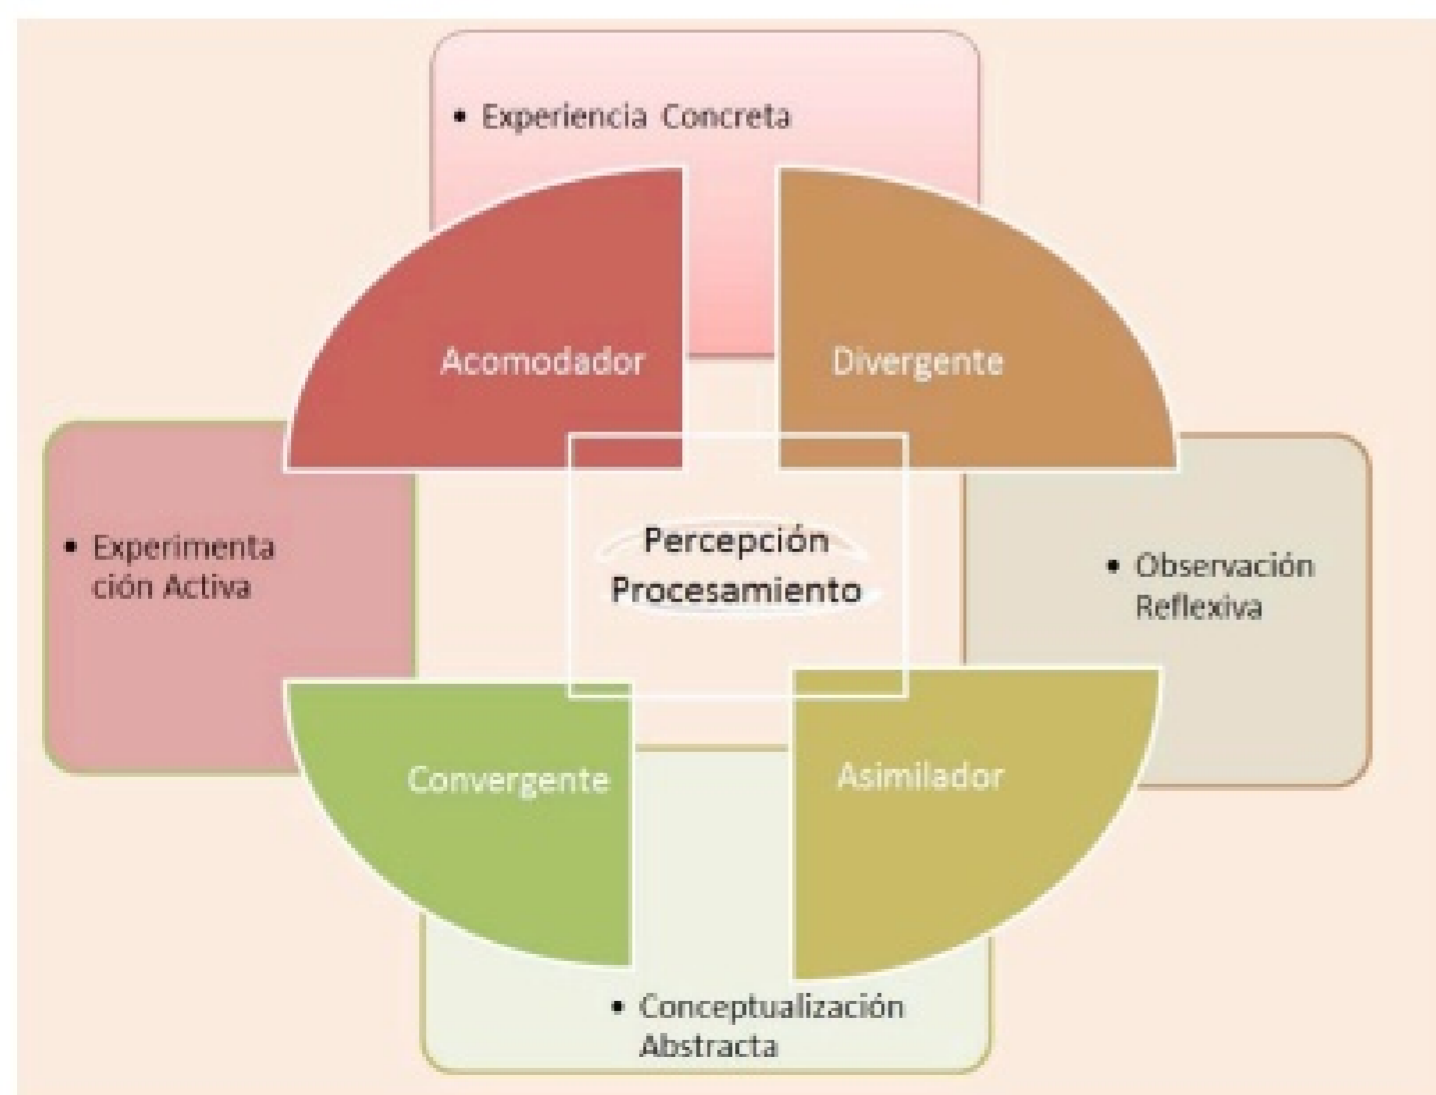 • Experiencia Concreta
Acomodador
Divergente
• Experimenta
ción Activa
Percepción
Procesamiento
• Observación
Reflexiva
Convergente
Asimilador
• Conceptualización
Abstracta